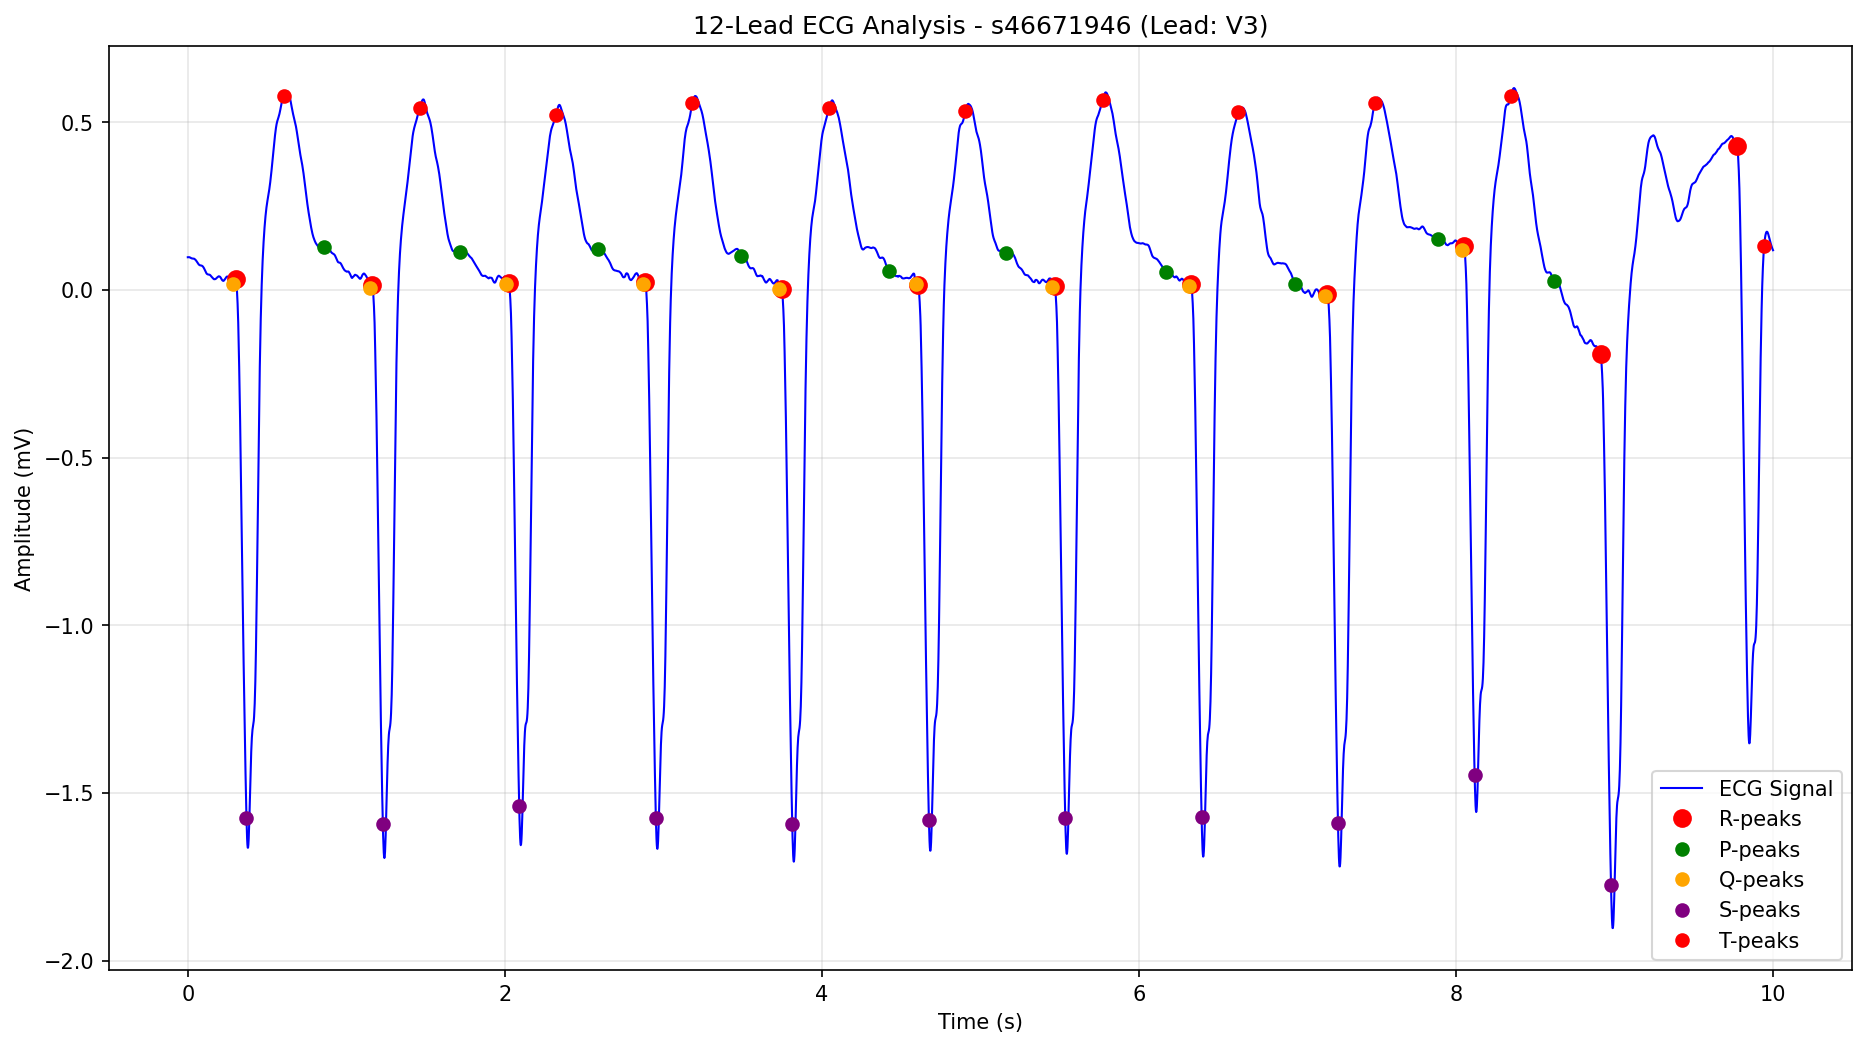 12-Lead ECG Analysis - s46671946 (Lead: V3)
0.5
0.0
−0.5
−1.0
−1.5
−2.0
Amplitude (mV)
0 2 4 6 8 10
Time (s)
ECG Signal
R-peaks
P-peaks
Q-peaks
S-peaks
T-peaks